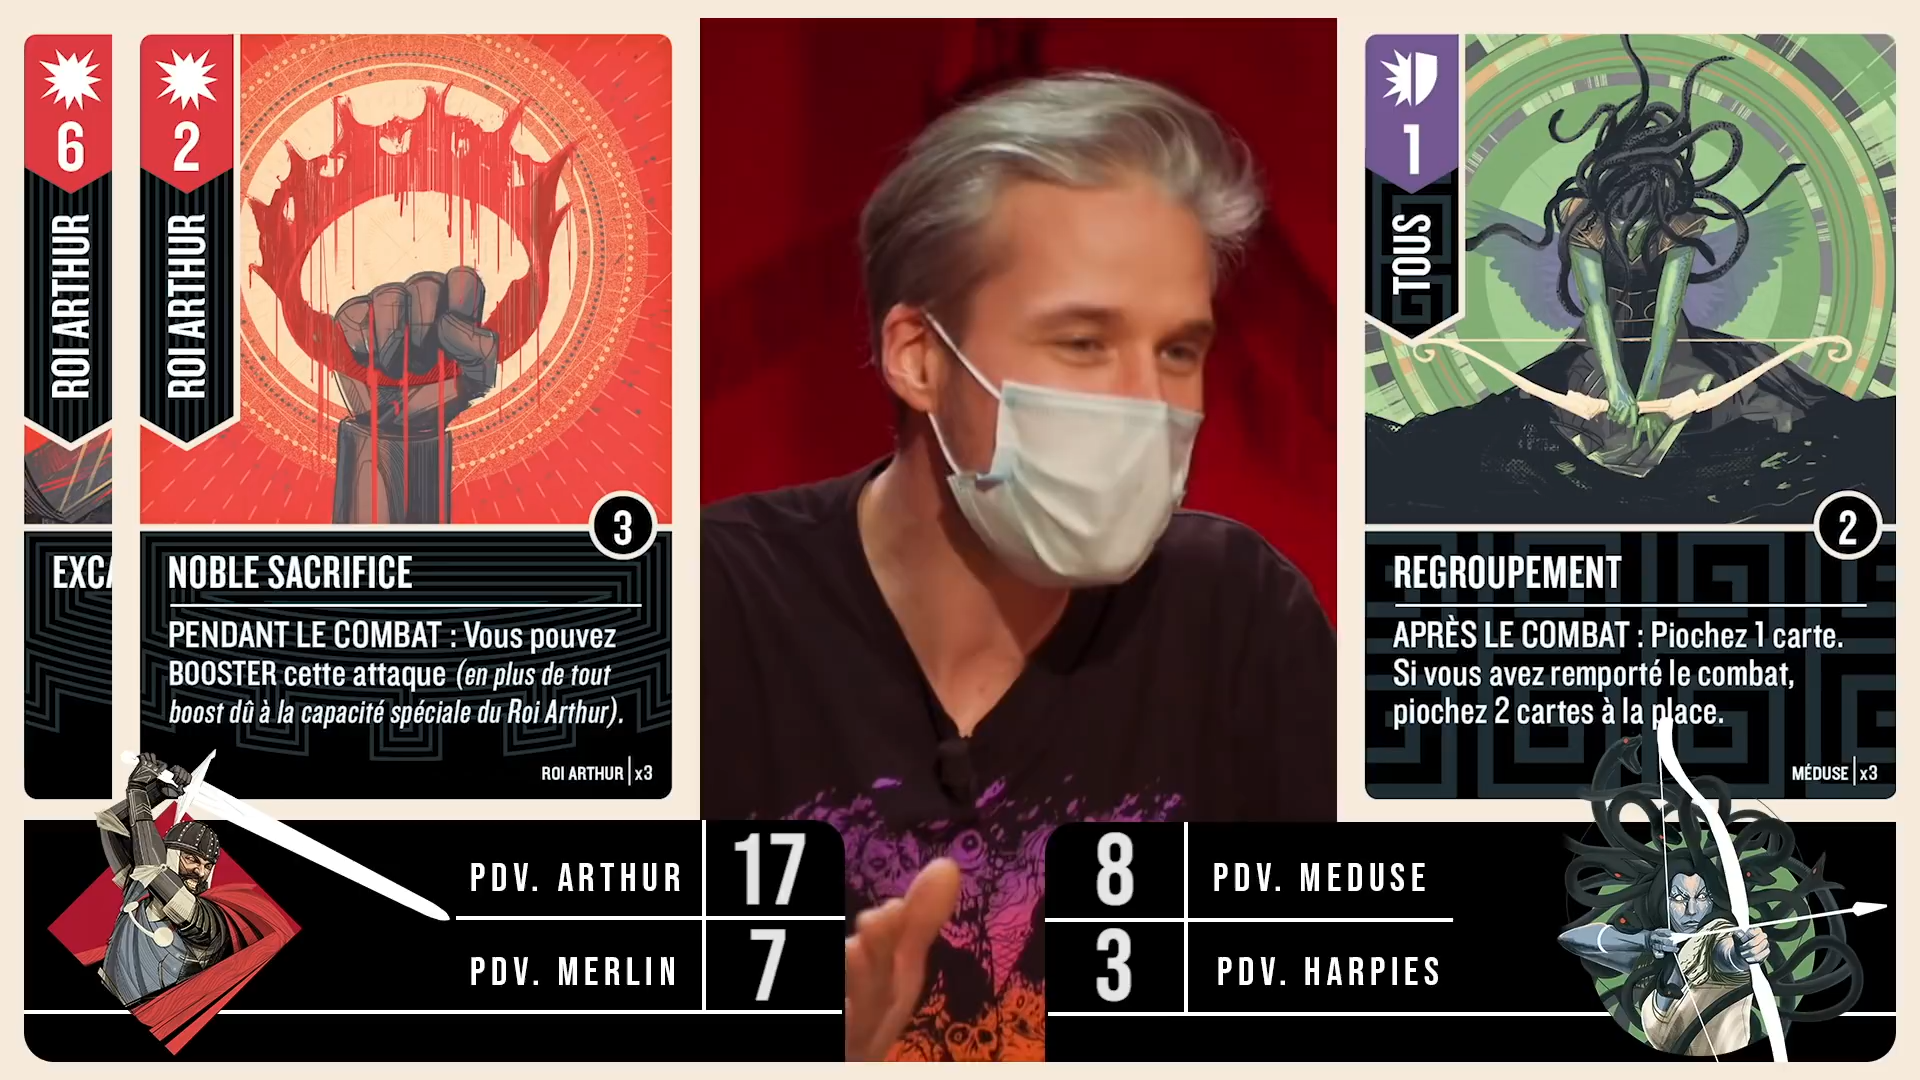 6
ROI ARTHUR
EXCA
2
ROI ARTHUR
3
NOBLE SACRIFICE
PENDANT LE COMBAT : Vous pouvez
BOOSTER cette attaque (en plus de tout
boost dû à la capacité spéciale du Roi Arthur).
ROI ARTHUR | x3
1
TOUS
2
REGROUPEMENT
APRÈS LE COMBAT : Piochez 1 carte.
Si vous avez remporté le combat,
piochez 2 cartes à la place.
MÉDUSE | x3
PDV. ARTHUR 17
PDV. MERLIN 7
8 PDV. MEDUSE
3 PDV. HARPIES